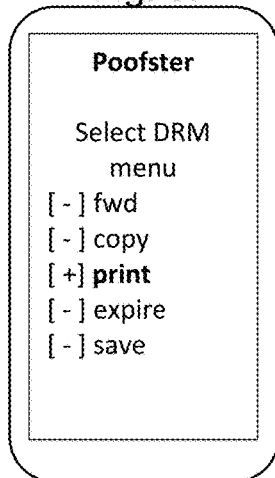 Poofster
Select DRM
menu
[ - ] fwd
[ - ] copy
[ + ] print
[ - ] expire
[ - ] save